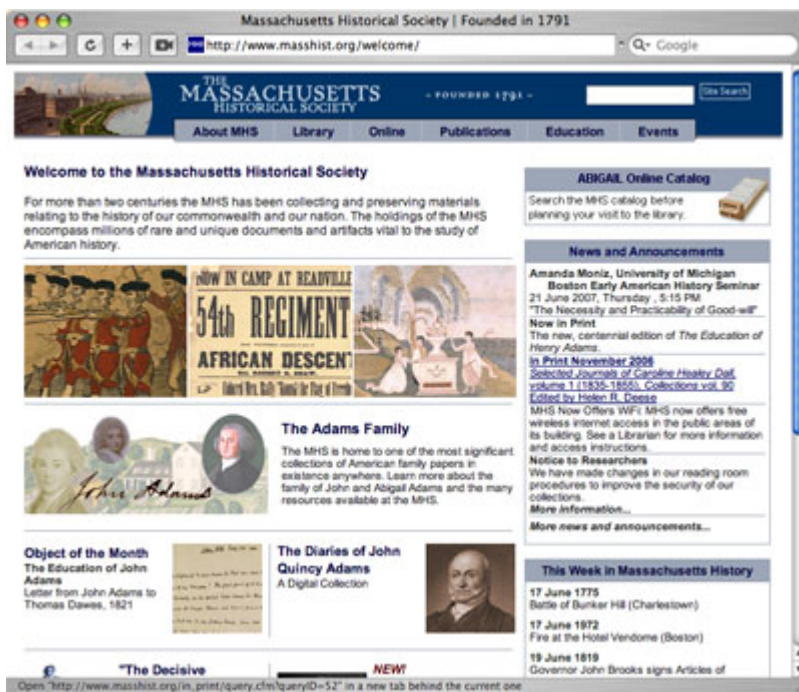 Massachusetts Historical Society | Founded in 1791
http://www.masshist.org/welcome/
Google
THE
MASSACHUSETTS
HISTORICAL SOCIETY
- FOUNDED 1791 -
Site Search
About MHS
Library
Online
Publications
Education
Events
Welcome to the Massachusetts Historical Society
For more than two centuries the MHS has been collecting and preserving materials
relating to the history of our commonwealth and our nation. The holdings of the MHS
encompass millions of rare and unique documents and artifacts vital to the study of
American history.
NOW IN CAMP AT READVILLE
54th REGIMENT
AFRICAN DESCENT
John Adams
The Adams Family
The MHS is home to one of the most significant
collections of American family papers in
existence anywhere. Learn more about the
family of John and Abigail Adams and the many
resources available at the MHS.
Object of the Month
The Education of John
Adams
Letter from John Adams to
Thomas Dawes, 1821
The Diaries of John
Quincy Adams
A Digital Collection
"The Decisive
NEW!
ABIGAIL Online Catalog
Search the MHS catalog before
planning your visit to the library.
News and Announcements
Amanda Moniz, University of Michigan
Boston Early American History Seminar
21 June 2007, Thursday , 5:15 PM
"The Necessity and Practicability of Good-will"
Now in Print
The new, centennial edition of The Education of
Henry Adams.
In Print November 2006
Selected Journals of Caroline Healey Dall,
volume 1 (1835-1855), Collections vol. 90
Edited by Helen R. Deese
MHS Now Offers WiFi: MHS now offers free
wireless internet access in the public areas of
its building. See a Librarian for more information
and access instructions.
Notice to Researchers
We have made changes in our reading room
procedures to improve the security of our
collections.
More information...
More news and announcements...
This Week in Massachusetts History
17 June 1775
Battle of Bunker Hill (Charlestown)
17 June 1972
Fire at the Hotel Vendome (Boston)
19 June 1819
Governor John Brooks signs Articles of
Open "http://www.masshist.org/in_print/query.cfm?queryID=52" in a new tab behind the current one